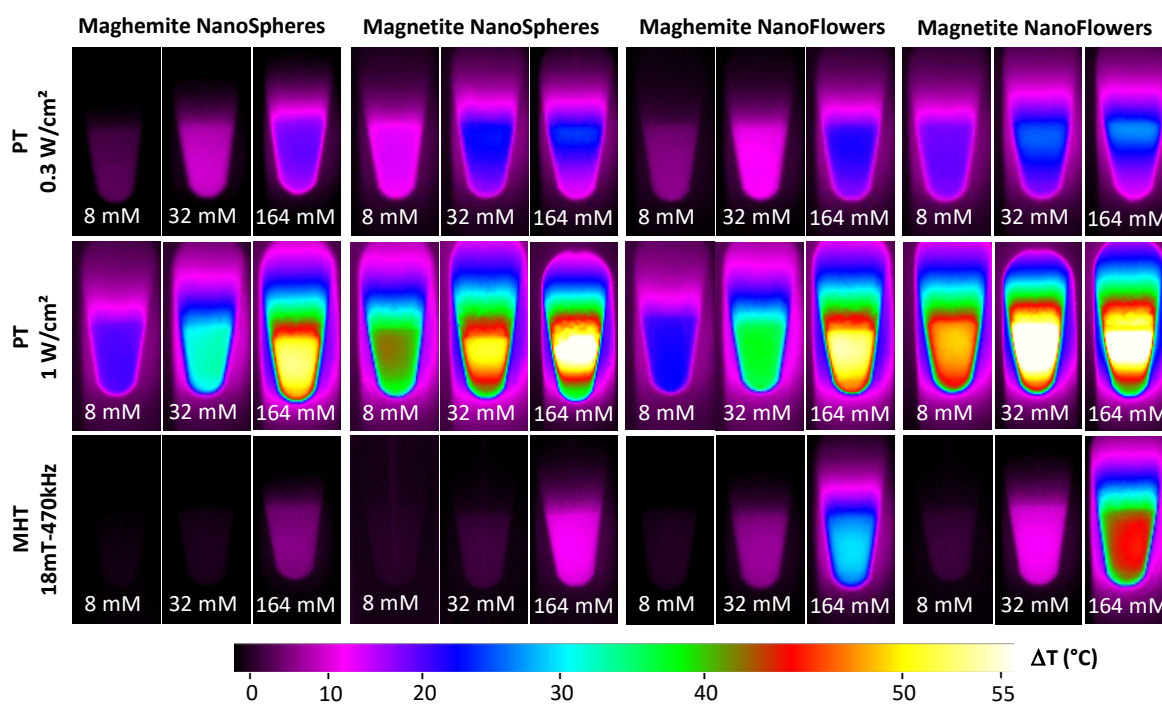 Maghemite NanoSpheres Magnetite NanoSpheres Maghemite NanoFlowers Magnetite NanoFlowers
PT
0.3 W/cm²
8 mM 32 mM 164 mM 8 mM 32 mM 164 mM 8 mM 32 mM 164 mM 8 mM 32 mM 164 mM
PT
1 W/cm²
8 mM 32 mM 164 mM 8 mM 32 mM 164 mM 8 mM 32 mM 164 mM 8 mM 32 mM 164 mM
MHT
18mT-470kHz
8 mM 32 mM 164 mM 8 mM 32 mM 164 mM 8 mM 32 mM 164 mM 8 mM 32 mM 164 mM
ΔT (°C)
0 10 20 30 40 50 55